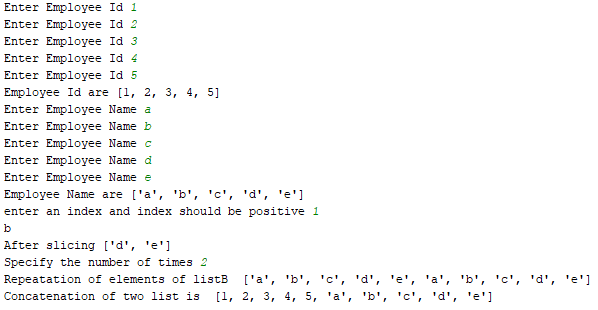 Enter Employee Id 1
Enter Employee Id 2
Enter Employee Id 3
Enter Employee Id 4
Enter Employee Id 5
Employee Id are [1, 2, 3, 4, 5]
Enter Employee Name a
Enter Employee Name b
Enter Employee Name c
Enter Employee Name d
Enter Employee Name e
Employee Name are ['a', 'b', 'c', 'd', 'e']
enter an index and index should be positive 1
b
After slicing ['d', 'e']
Specify the number of times 2
Repeatation of elements of listB  ['a', 'b', 'c', 'd', 'e', 'a', 'b', 'c', 'd', 'e']
Concatenation of two list is  [1, 2, 3, 4, 5, 'a', 'b', 'c', 'd', 'e']